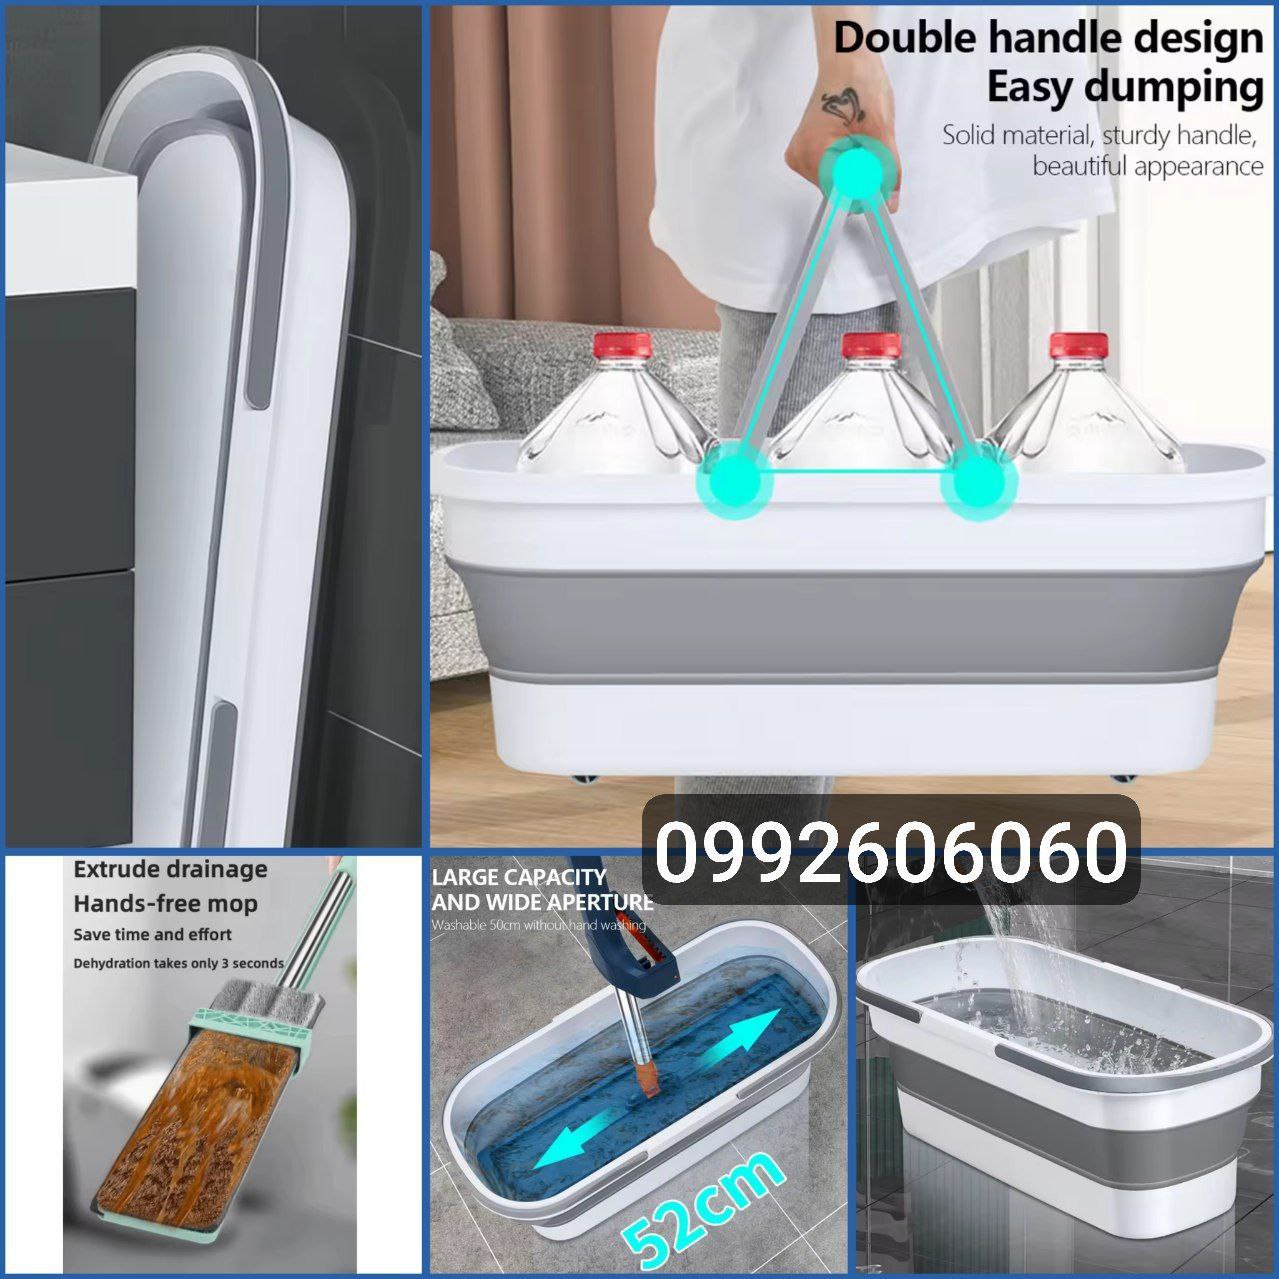 Double handle design
Easy dumping
Solid material, sturdy handle,
beautiful appearance
0992606060
Extrude drainage
Hands-free mop
Save time and effort
Dehydration takes only 3 seconds
LARGE CAPACITY
AND WIDE APERTURE
Washable 50cm without hand washing
52cm